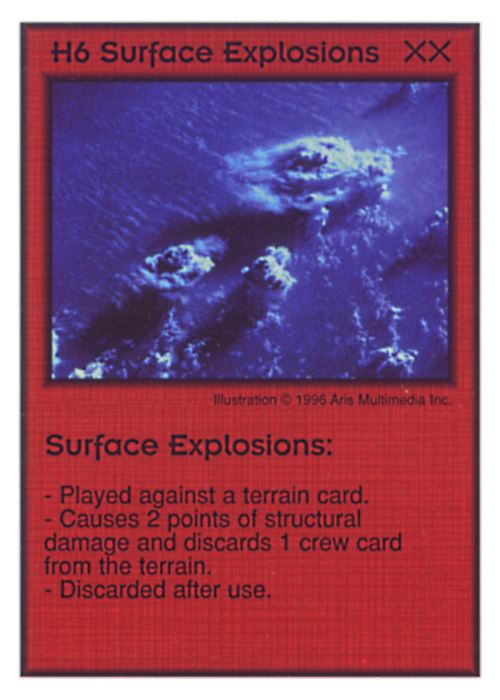 H6 Surface Explosions XX
Illustration © 1996 Aris Multimedia Inc.
Surface Explosions:
- Played against a terrain card.
- Causes 2 points of structural
damage and discards 1 crew card
from the terrain.
- Discarded after use.